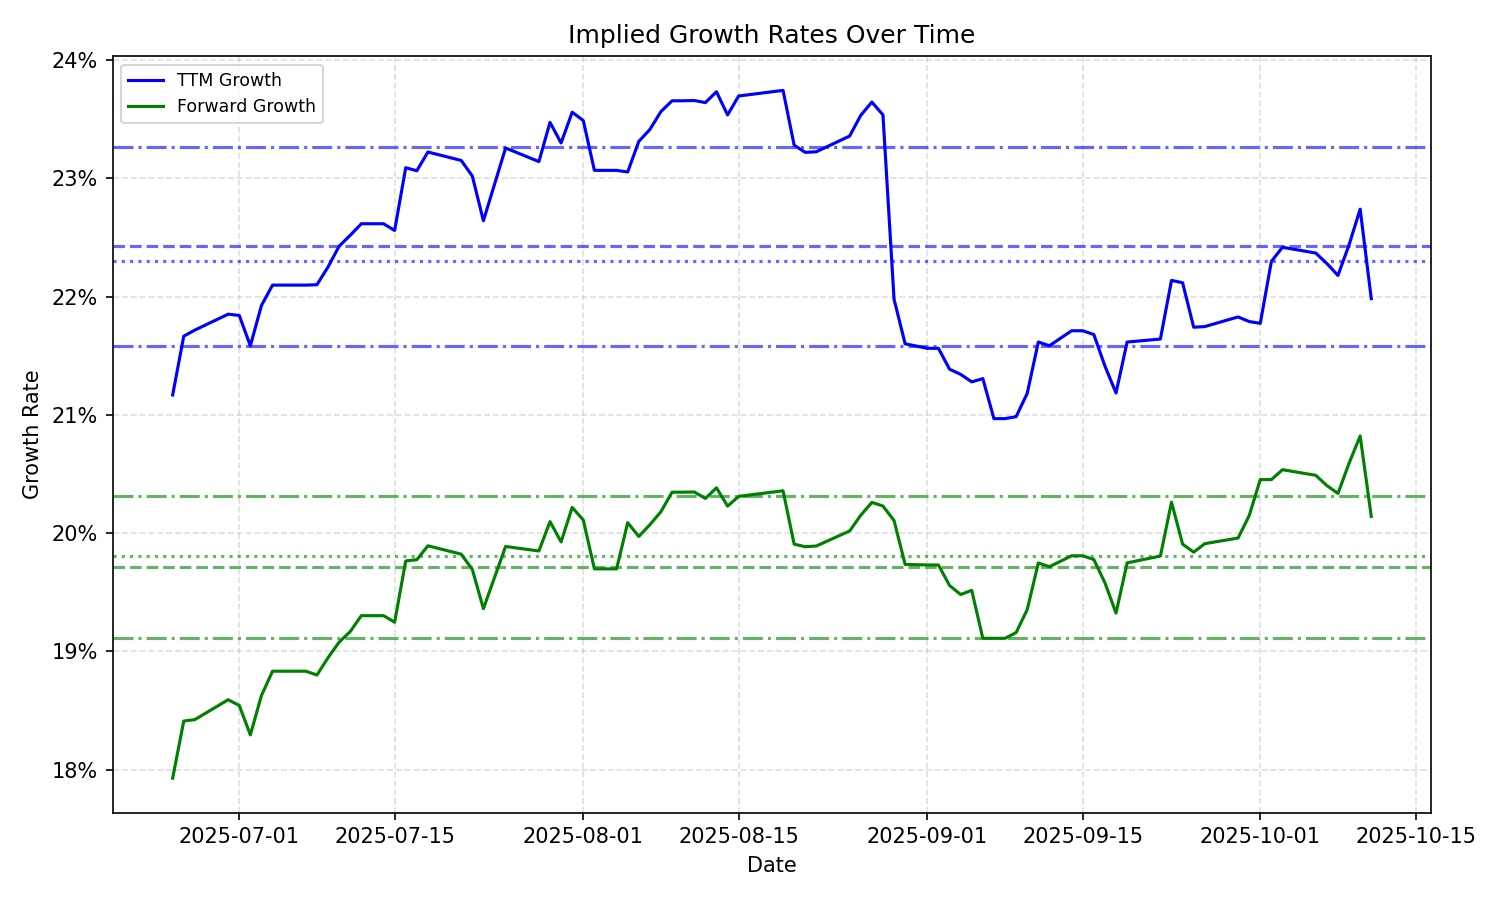 Implied Growth Rates Over Time
TTM Growth
Forward Growth
Growth Rate
24%
23%
22%
21%
20%
19%
18%
2025-07-01 2025-07-15 2025-08-01 2025-08-15 2025-09-01 2025-09-15 2025-10-01 2025-10-15
Date